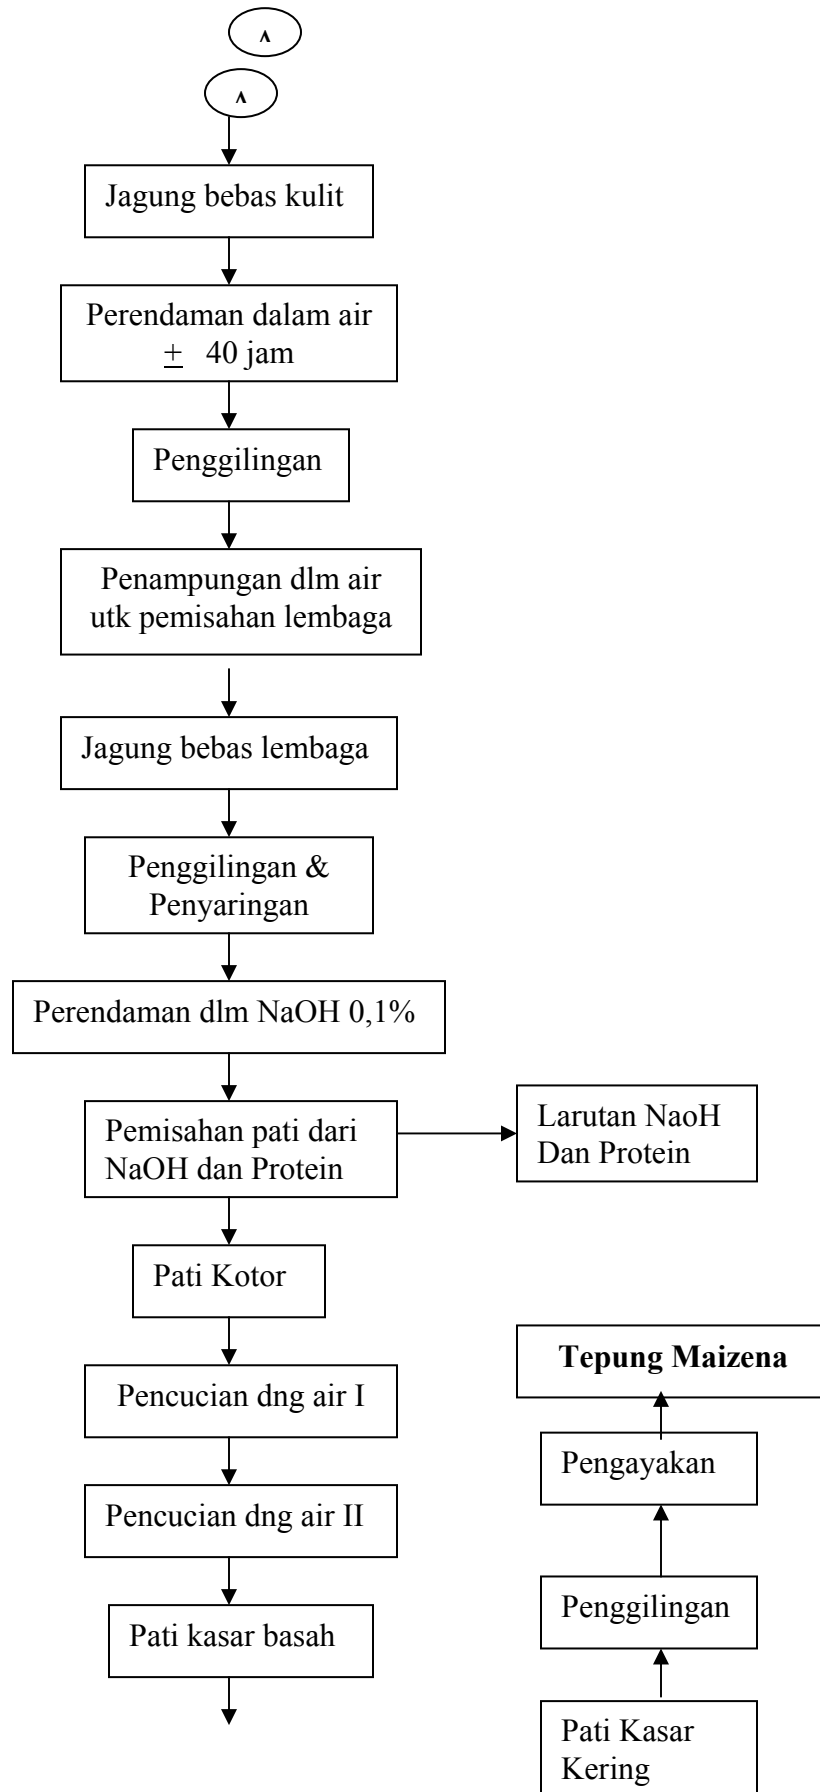 Jagung bebas kulit
Perendaman dalam air
± 40 jam
Penggilingan
Penampungan dlm air
utk pemisahan lembaga
Jagung bebas lembaga
Penggilingan &
Penyaringan
Perendaman dlm NaOH 0,1%
Pemisahan pati dari
NaOH dan Protein
Larutan NaoH
Dan Protein
Pati Kotor
Pencucian dng air I
Pencucian dng air II
Pati kasar basah
Tepung Maizena
Pengayakan
Penggilingan
Pati Kasar
Kering